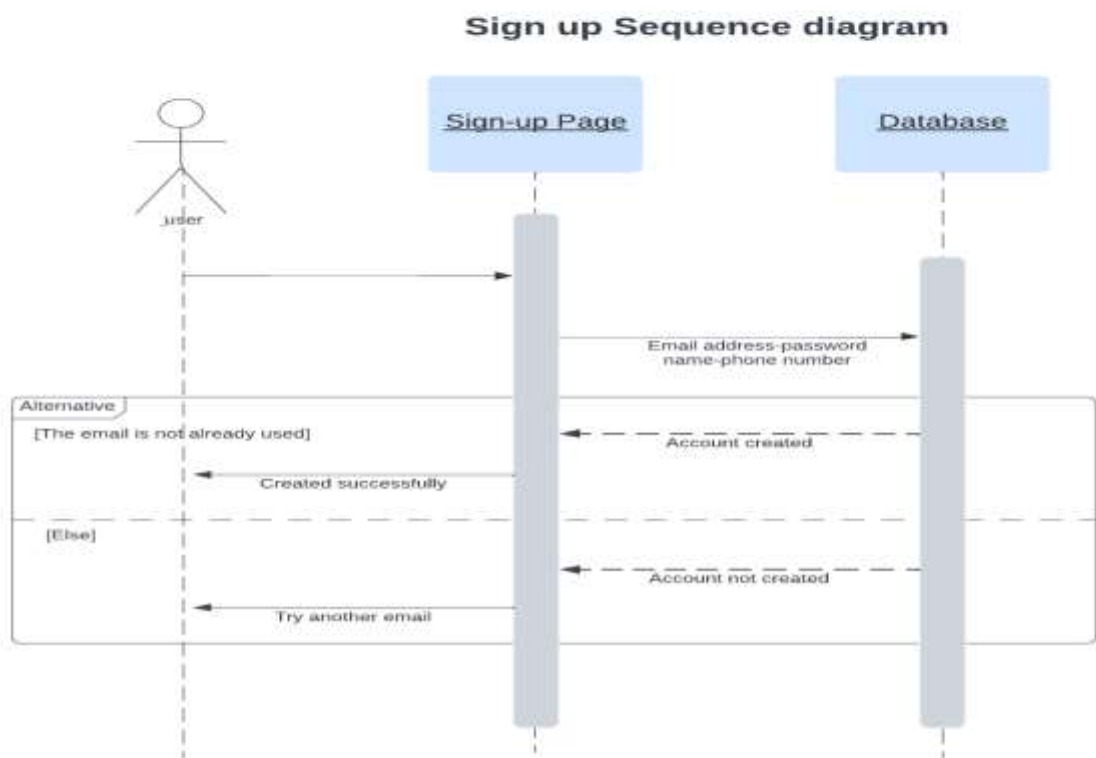 Sign up Sequence diagram
Sign-up Page
Database
user
Email address-password
name-phone number
Alternative
[The email is not already used]
Account created
Created successfully
[Else]
Account not created
Try another email